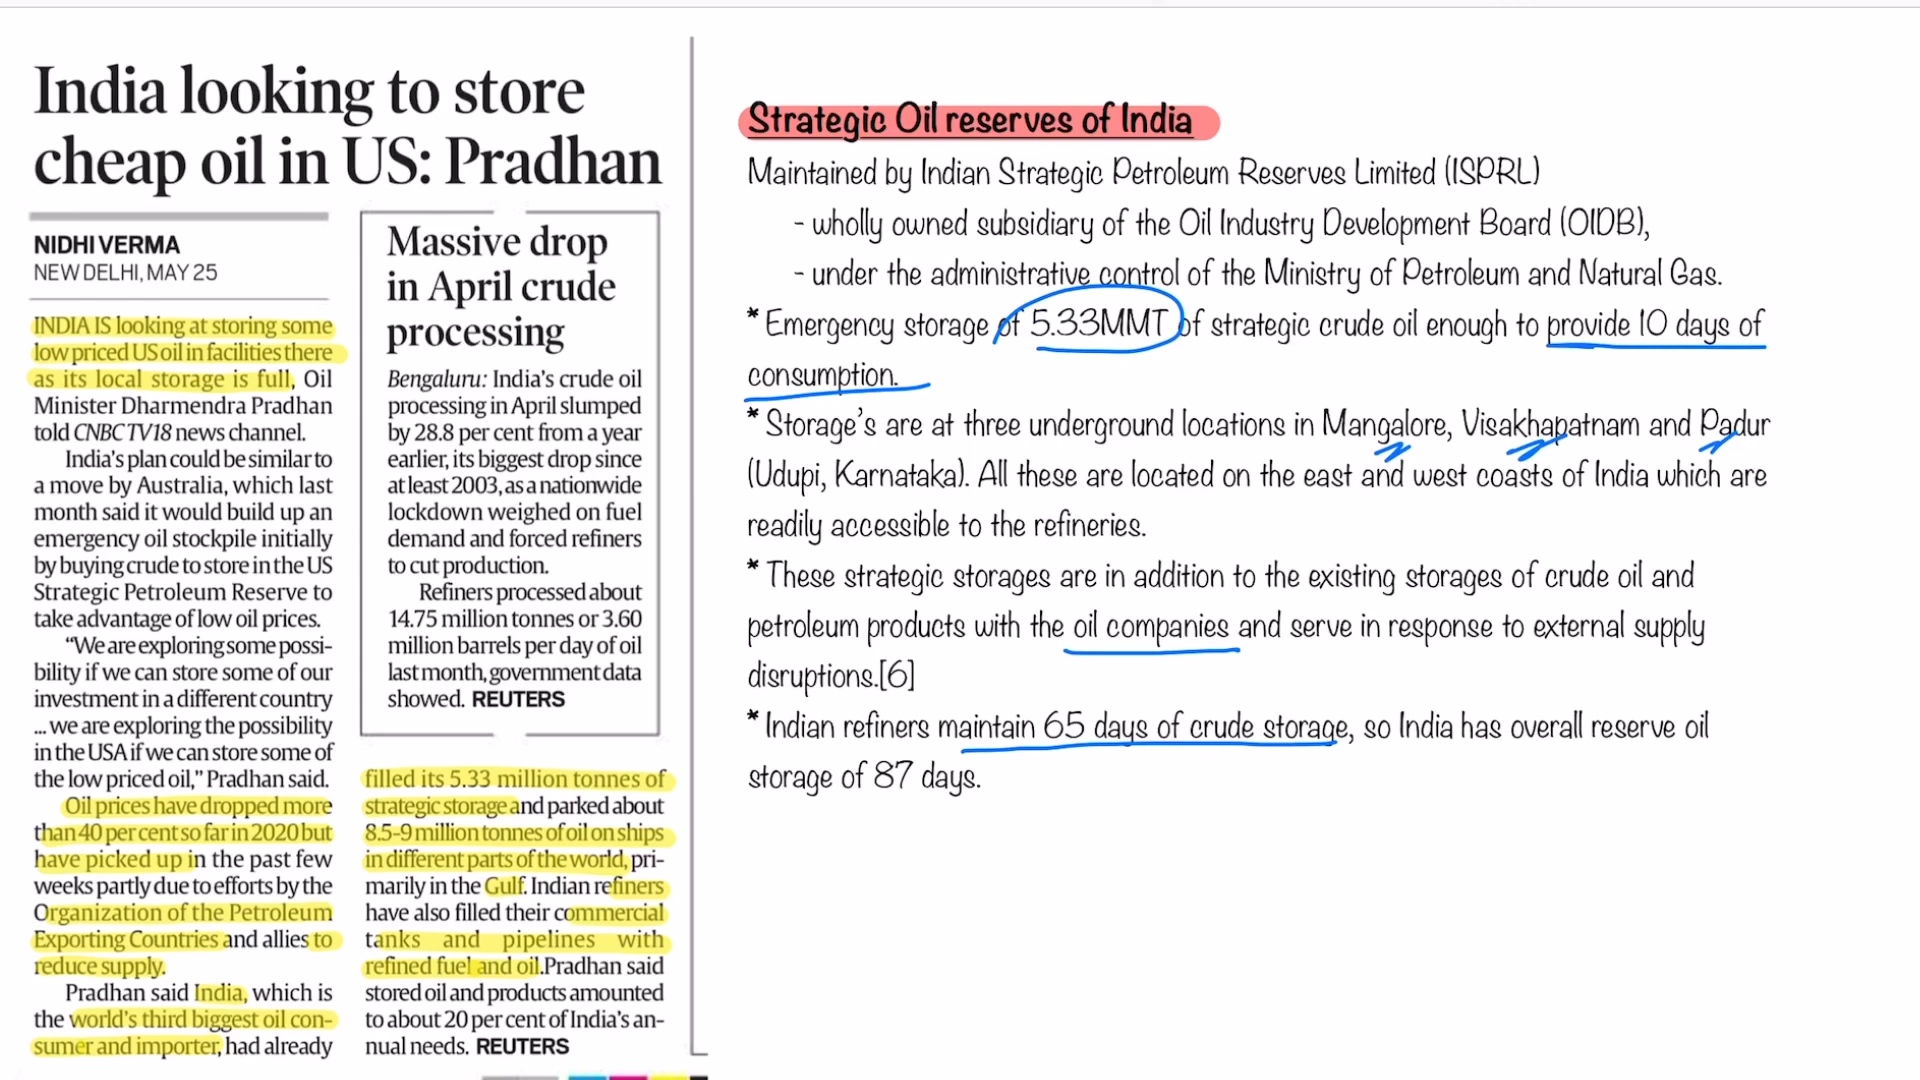 India looking to store
cheap oil in US: Pradhan
NIDHI VERMA
NEW DELHI, MAY 25
INDIA IS looking at storing some
low priced US oil in facilities there
as its local storage is full, Oil
Minister Dharmendra Pradhan
told CNBC TV18 news channel.
India's plan could be similar to
a move by Australia, which last
month said it would build up an
emergency oil stockpile initially
by buying crude to store in the US
Strategic Petroleum Reserve to
take advantage of low oil prices.
“We are exploring some possi-
bility if we can store some of our
investment in a different country
... we are exploring the possibility
in the USA if we can store some of
the low priced oil,” Pradhan said.
Oil prices have dropped more
than 40 per cent so far in 2020 but
have picked up in the past few
weeks partly due to efforts by the
Organization of the Petroleum
Exporting Countries and allies to
reduce supply.
Pradhan said India, which is
the world's third biggest oil con-
sumer and importer, had already
Massive drop
in April crude
processing
Bengaluru: India's crude oil
processing in April slumped
by 28.8 per cent from a year
earlier, its biggest drop since
at least 2003, as a nationwide
lockdown weighed on fuel
demand and forced refiners
to cut production.
Refiners processed about
14.75 million tonnes or 3.60
million barrels per day of oil
last month, government data
showed. REUTERS
filled its 5.33 million tonnes of
strategic storage and parked about
8.5-9 million tonnes of oil on ships
in different parts of the world, pri-
marily in the Gulf. Indian refiners
have also filled their commercial
tanks and pipelines with
refined fuel and oil. Pradhan said
stored oil and products amounted
to about 20 per cent of India's an-
nual needs. REUTERS
Strategic Oil reserves of India
Maintained by Indian Strategic Petroleum Reserves Limited (ISPRL)
- wholly owned subsidiary of the Oil Industry Development Board (OIDB),
- under the administrative control of the Ministry of Petroleum and Natural Gas.
* Emergency storage of 5.33MMT of strategic crude oil enough to provide 10 days of
consumption.
* Storage's are at three underground locations in Mangalore, Visakhapatnam and Padur
(Udupi, Karnataka). All these are located on the east and west coasts of India which are
readily accessible to the refineries.
* These strategic storages are in addition to the existing storages of crude oil and
petroleum products with the oil companies and serve in response to external supply
disruptions.[6]
* Indian refiners maintain 65 days of crude storage, so India has overall reserve oil
storage of 87 days.